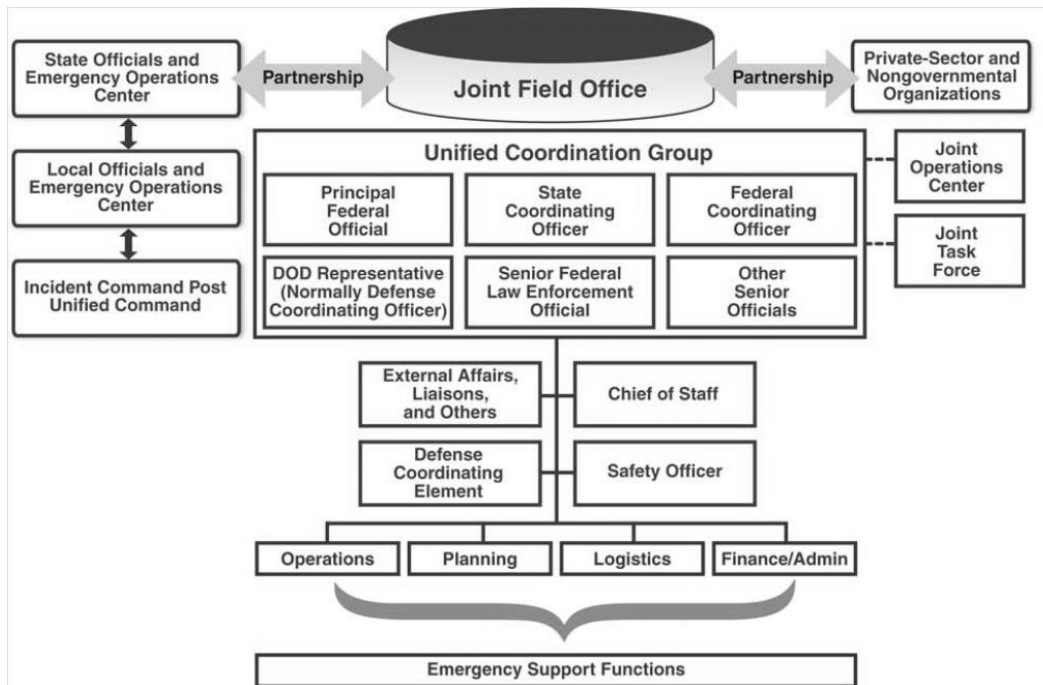 State Officials and
Emergency Operations
Center
Partnership
Joint Field Office
Partnership
Private-Sector and
Nongovernmental
Organizations
Local Officials and
Emergency Operations
Center
Incident Command Post
Unified Command
Unified Coordination Group
Principal
Federal
Official
State
Coordinating
Officer
Federal
Coordinating
Officer
DOD Representative
(Normally Defense
Coordinating Officer)
Senior Federal
Law Enforcement
Official
Other
Senior
Officials
Joint
Operations
Center
Joint
Task
Force
External Affairs,
Liaisons,
and Others
Chief of Staff
Defense
Coordinating
Element
Safety Officer
Operations
Planning
Logistics
Finance/Admin
Emergency Support Functions